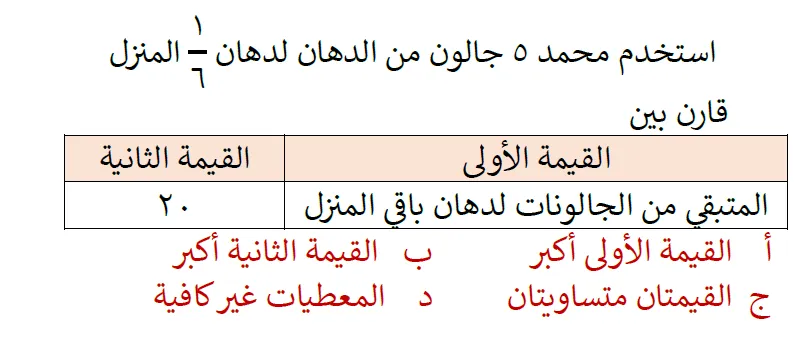 استخدم محمد ٥ جالون من الدهان لدهان ١/٦ المنزل
قارن بين
القيمة الأولى القيمة الثانية
المتبقي من الجالونات لدهان باقي المنزل ٢٠
أ القيمة الأولى أكبر ب القيمة الثانية أكبر
ج القيمتان متساويتان د المعطيات غير كافية